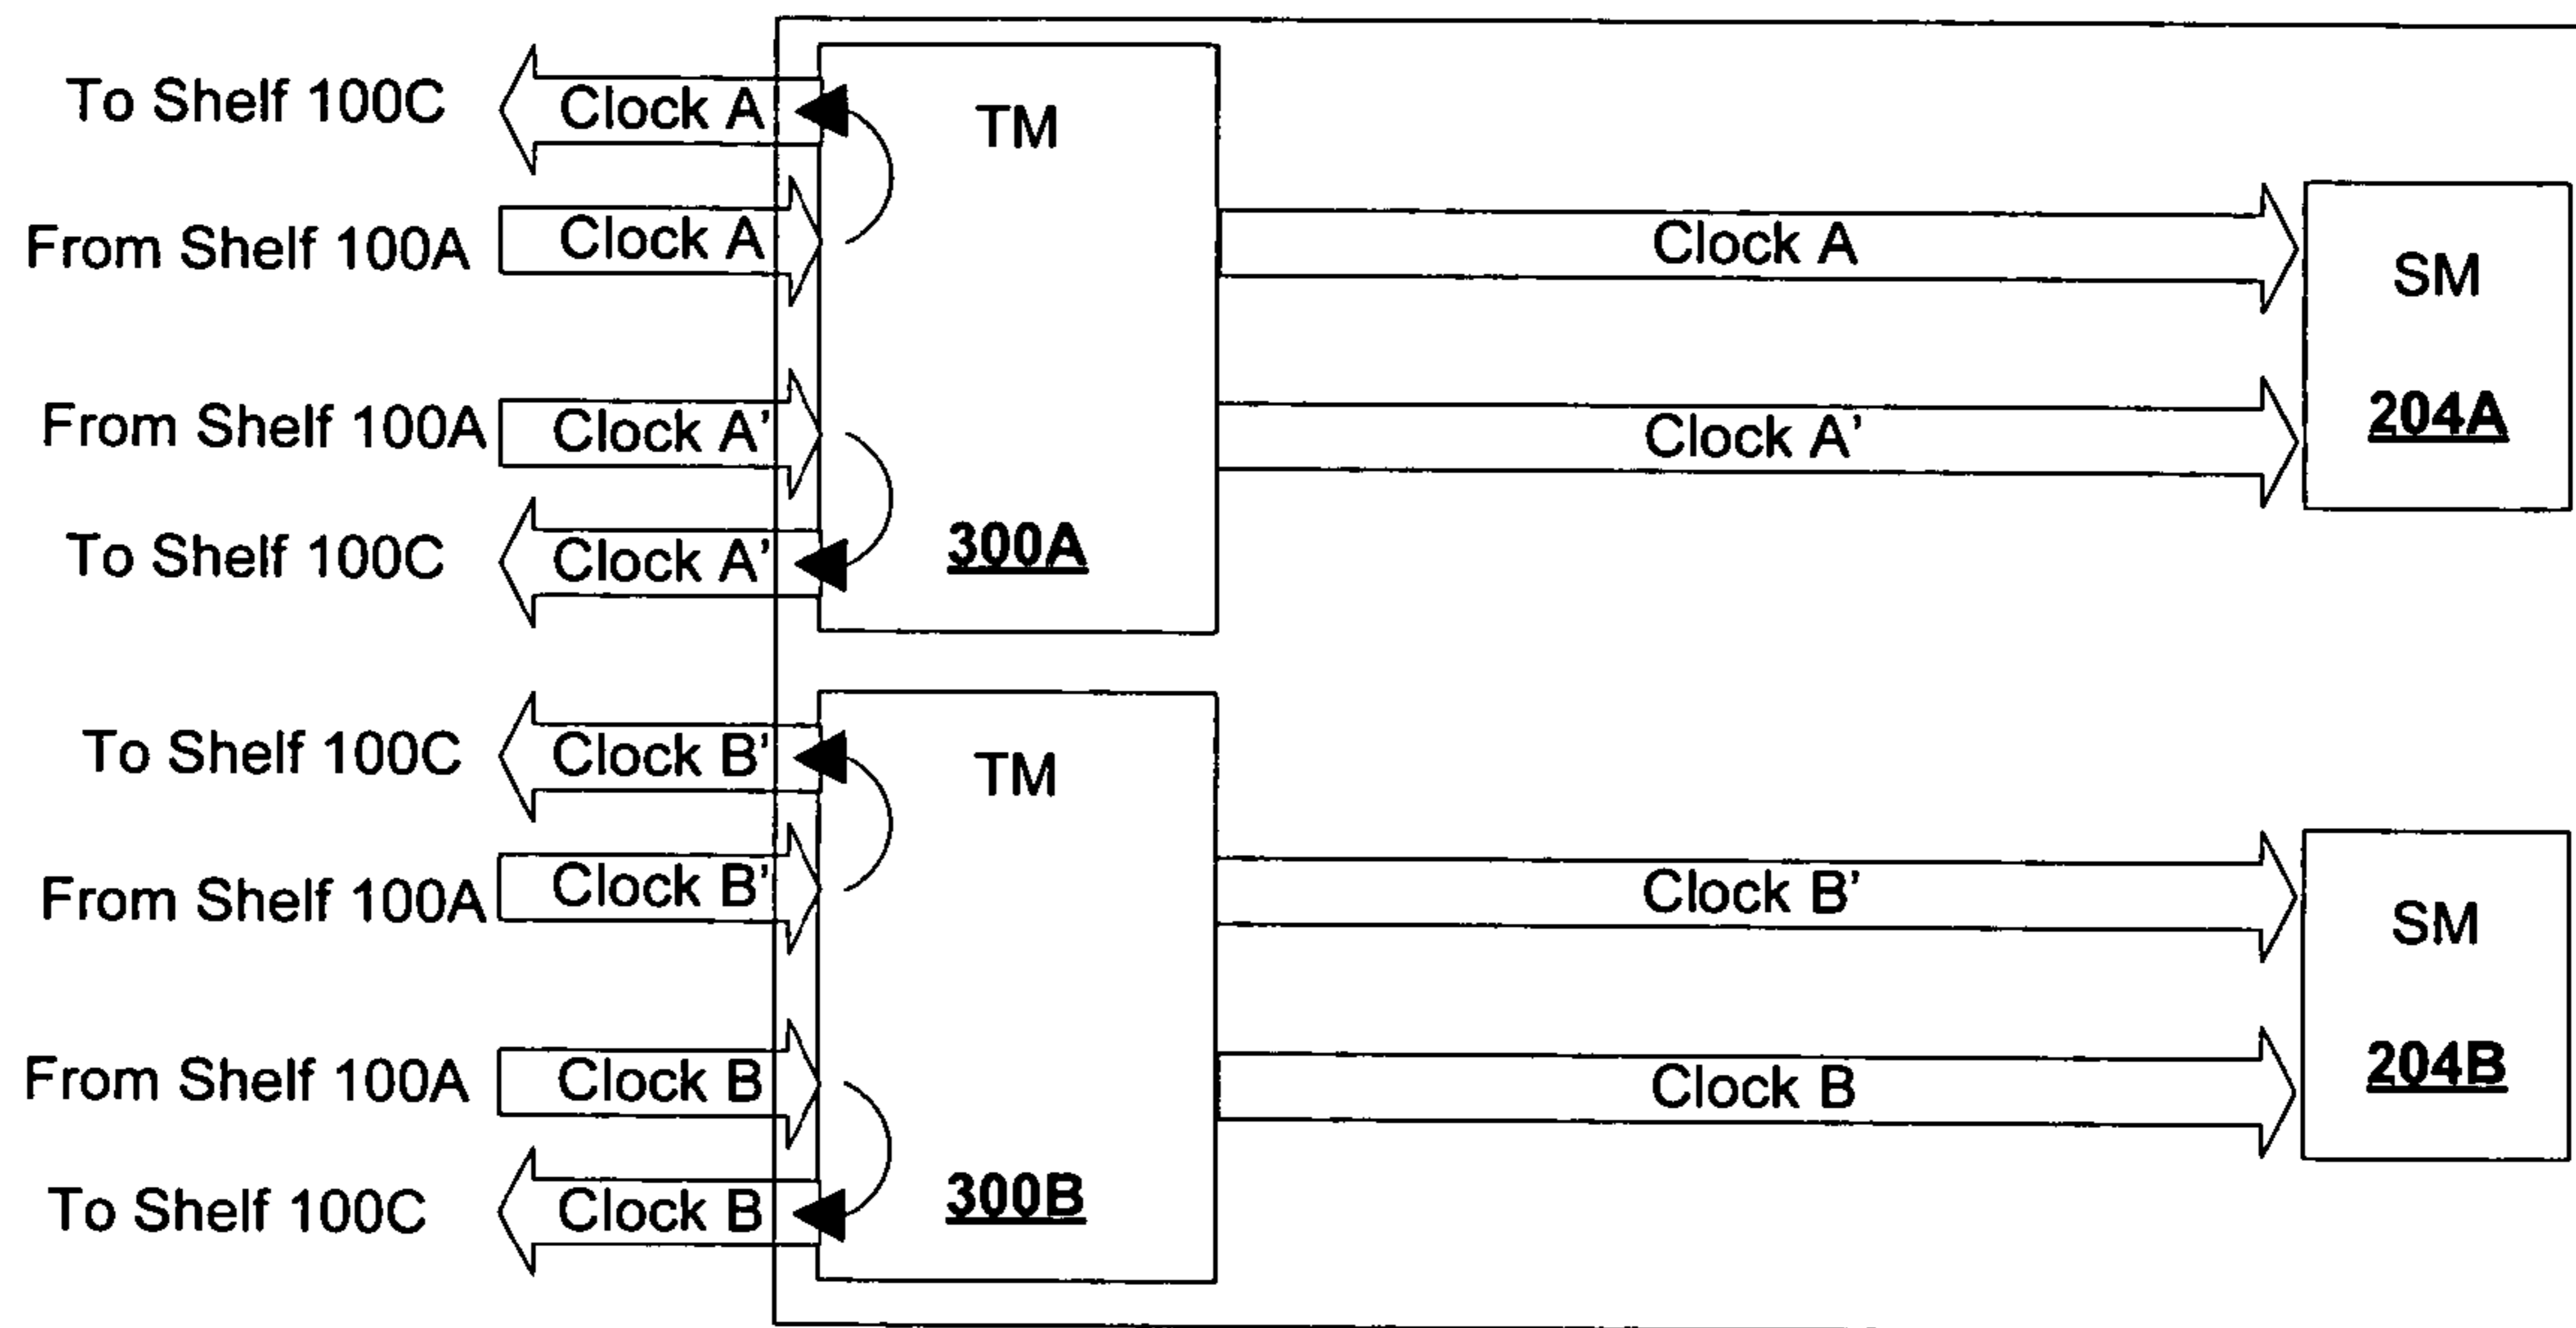 To Shelf 100C
Clock A
TM
From Shelf 100A
Clock A
Clock A
SM
From Shelf 100A
Clock A'
Clock A'
204A
To Shelf 100C
Clock A'
300A
To Shelf 100C
Clock B'
TM
From Shelf 100A
Clock B'
Clock B'
SM
From Shelf 100A
Clock B
Clock B
204B
To Shelf 100C
Clock B
300B